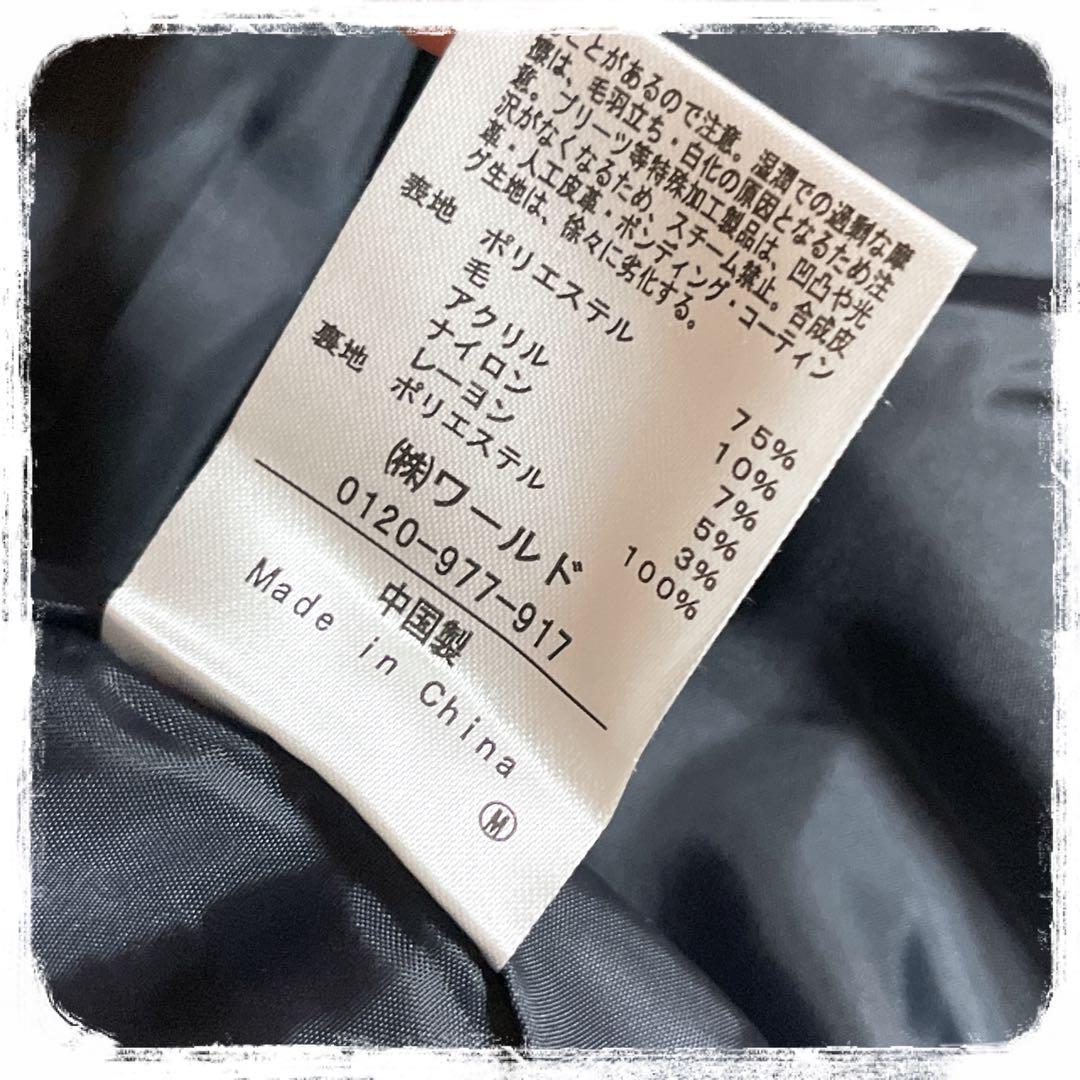 ことがあるので注意。湿潤での過剰な摩
擦は、毛羽立ち・白化の原因となるため注
意。プリーツ等特殊加工製品は、凹凸や光
沢がなくなるため、スチーム禁止。合成皮
革・人工皮革・ボンディング・コーティン
グ生地は、徐々に劣化する。
表地 ポリエステル 75%
毛 10%
アクリル 7%
ナイロン 5%
レーヨン 3%
裏地 ポリエステル 100%
㈱ワールド
0120-977-917
中国製
Made in China
Ⓜ